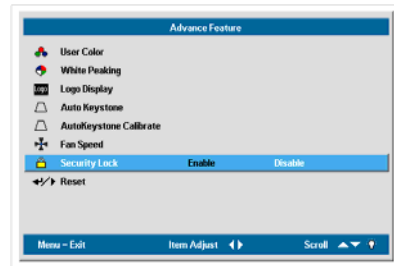 Advance Feature
User Color
White Peaking
Logo Logo Display
Auto Keystone
AutoKeystone Calibrate
Fan Speed
Security Lock Enable Disable
Reset
Menu – Exit Item Adjust Scroll